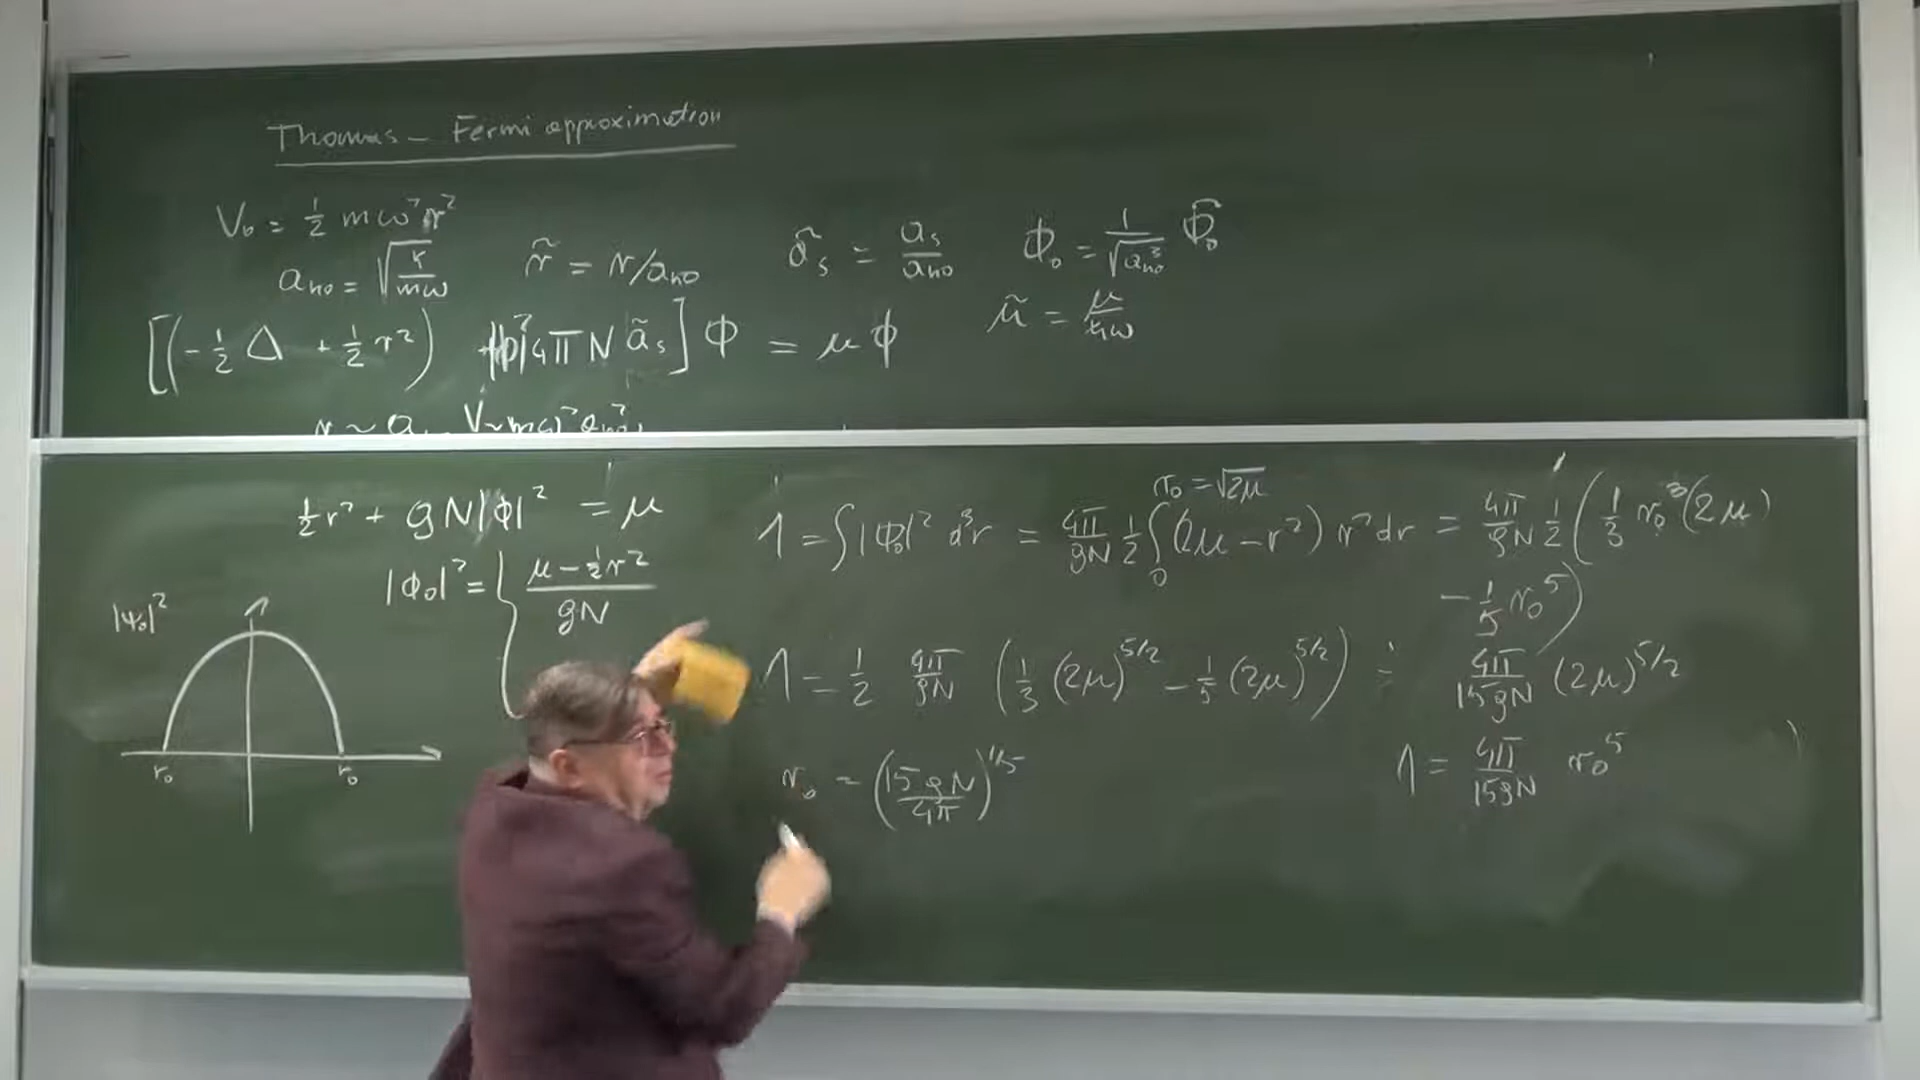 Thomas – Fermi approximation
V₀ = ½ mω²r²
a_ho = √(ħ/mω)
r̃ = r/a_ho
ã_s = a_s/a_ho
Φ₀ = 1/√(a_ho³) Φ̃₀
μ̃ = μ/ħω
[(-½ Δ + ½ r²) + |Φ|² 4π N ã_s] Φ = μ Φ
V ~ mω² a_ho²
½ r² + gN|Φ|² = μ
|Φ₀|² = { (μ - ½ r²)/gN
|ψ₀|²
r₀ r₀
r₀ = √2μ
1 = ∫|Φ₀|² d³r = 4π/gN ½ ∫₀ (2μ - r²) r² dr = 4π/gN ½ (⅓ r₀³ (2μ)
- ⅕ r₀⁵)
1 = ½ 4π/gN (⅓ (2μ)^5/2 - ⅕ (2μ)^5/2) = 4π/15gN (2μ)^5/2
1 = 4π/15gN r₀⁵
r₀ = (15gN/4π)^1/5